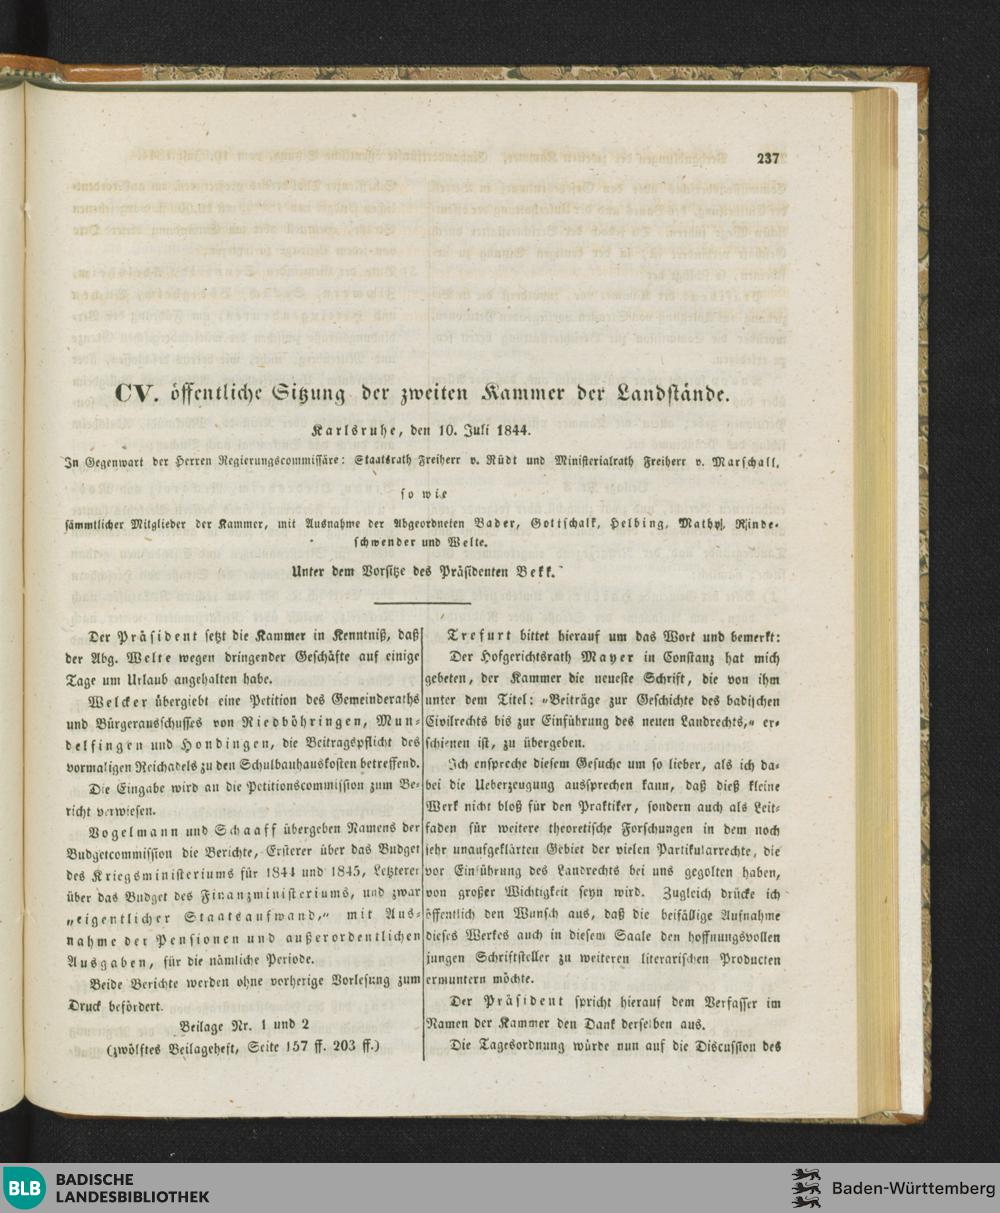 237
CV. öffentliche Sitzung der zweiten Kammer der Landstände.
Karlsruhe, den 10. Juli 1844.
In Gegenwart der Herren Regierungscommissäre: Staatsrath Freiherr v. Rüdt und Ministerialrath Freiherr v. Marschall,
sowie
sämmtlicher Mitglieder der Kammer, mit Ausnahme der Abgeordneten Bader, Gottschalk, Helbing, Mathy, Rinde-
schwender und Welte.
Unter dem Vorsitze des Präsidenten Bekk.
Der Präsident setzt die Kammer in Kenntniß, daß
der Abg. Welte wegen dringender Geschäfte auf einige
Tage um Urlaub angehalten habe.
Welcker übergiebt eine Petition des Gemeinderaths
und Bürgerausschusses von Riedböhringen, Mun-
delfingen und Hondingen, die Beitragspflicht des
vormaligen Reichadels zu den Schulbauhauskosten betreffend.
Die Eingabe wird an die Petitionscommission zum Be-
richt verwiesen.
Vogelmann und Schaaff übergeben Namens der
Budgetcommission die Berichte, Ersterer über das Budget
des Kriegsministeriums für 1844 und 1845, Letzterer
über das Budget des Finanzministeriums, und zwar
„eigentlicher Staatsaufwand,“ mit Aus-
nahme der Pensionen und außerordentlichen
Ausgaben, für die nämliche Periode.
Beide Berichte werden ohne vorherige Vorlesung zum
Druck befördert.
Beilage Nr. 1 und 2
(zwölftes Beilageheft, Seite 157 ff. 203 ff.)
Trefurt bittet hierauf um das Wort und bemerkt:
Der Hofgerichtsrath Mayer in Constanz hat mich
gebeten, der Kammer die neueste Schrift, die von ihm
unter dem Titel: „Beiträge zur Geschichte des badischen
Civilrechts bis zur Einführung des neuen Landrechts,“ er-
schienen ist, zu übergeben.
Ich enspreche diesem Gesuche um so lieber, als ich da-
bei die Ueberzeugung aussprechen kann, daß dieß kleine
Werk nicht bloß für den Praktiker, sondern auch als Leit-
faden für weitere theoretische Forschungen in dem noch
sehr unaufgeklärten Gebiet der vielen Partikularrechte, die
vor Einführung des Landrechts bei uns gegolten haben,
von großer Wichtigkeit seyn wird. Zugleich drücke ich
öffentlich den Wunsch aus, daß die beifällige Aufnahme
dieses Werkes auch in diesem Saale den hoffnungsvollen
jungen Schriftsteller zu weiteren literarischen Producten
ermuntern möchte.
Der Präsident spricht hierauf dem Verfasser im
Namen der Kammer den Dank derselben aus.
Die Tagesordnung würde nun auf die Discussion des
BLB BADISCHE
LANDESBIBLIOTHEK
Baden-Württemberg